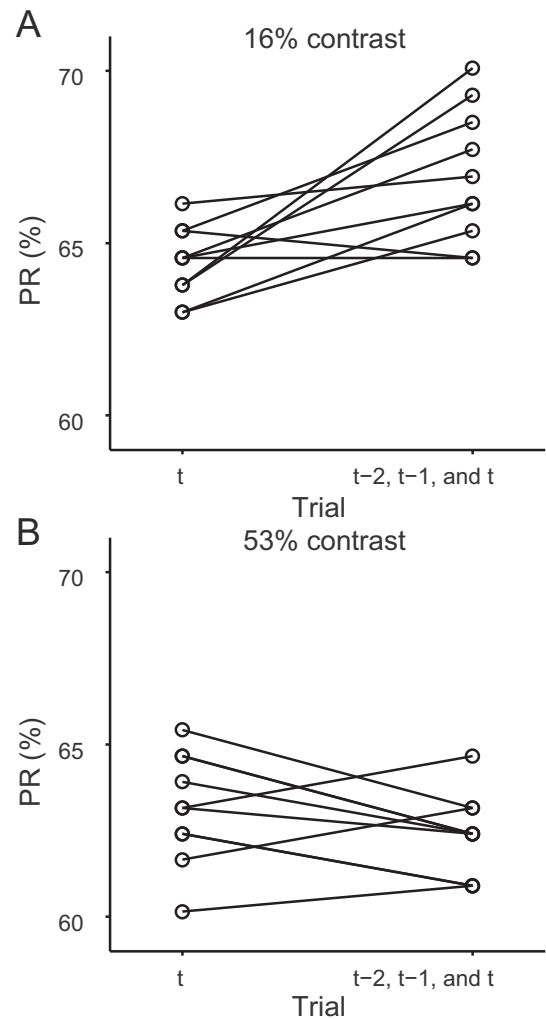 A
16% contrast
70
65
60
PR (%)
t
t−2, t−1, and t
Trial
B
53% contrast
70
65
60
PR (%)
t
t−2, t−1, and t
Trial